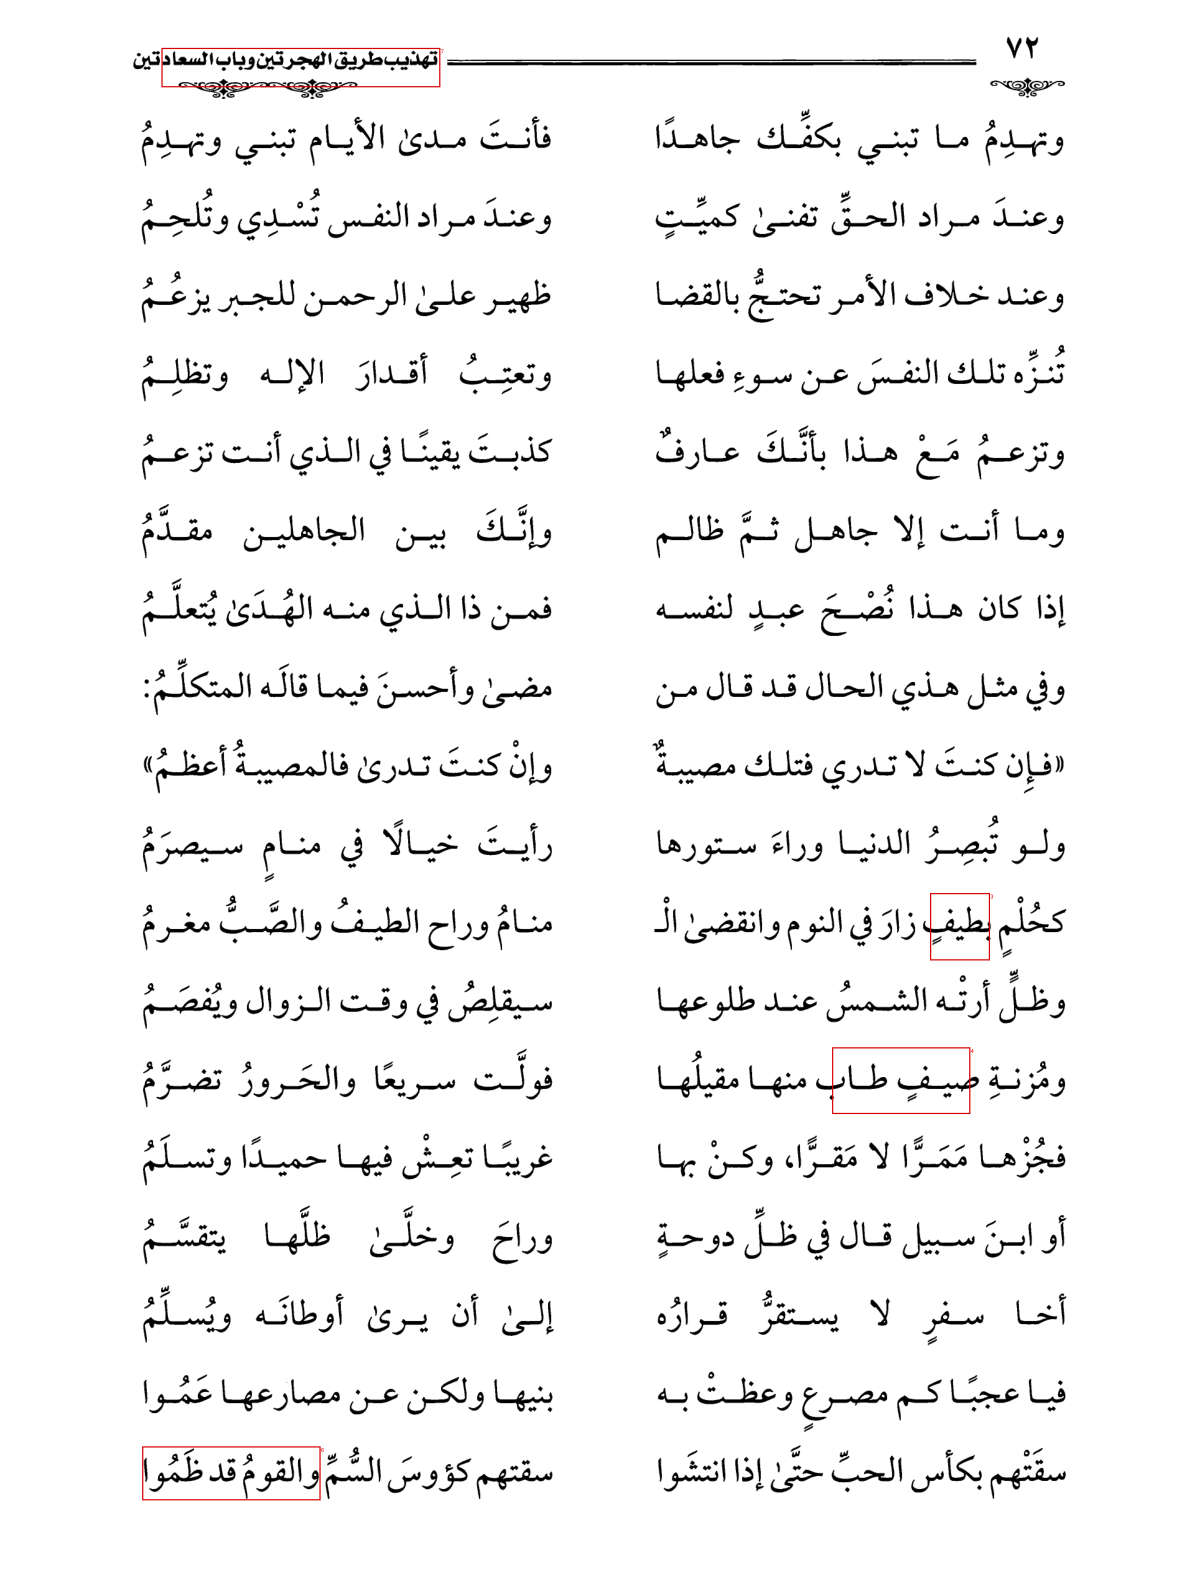 ٧٢
تهذيب طريق الهجرتين وباب السعادتين
وتهدِمُ ما تبني بكفِّك جاهدًا فأنتَ مدىٰ الأيام تبني وتهدِمُ
وعندَ مراد الحقِّ تفنىٰ كميِّتٍ وعندَ مراد النفس تُسْدِي وتُلحِمُ
وعند خلاف الأمر تحتجُّ بالقضا ظهير علىٰ الرحمن للجبر يزعُمُ
تُنزِّه تلك النفسَ عن سوءِ فعلها وتعتِبُ أقدارَ الإله وتظلِمُ
وتزعمُ مَعْ هذا بأنَّكَ عارفٌ كذبتَ يقينًا في الذي أنت تزعمُ
وما أنت إلا جاهل ثمَّ ظالم وإنَّكَ بين الجاهلين مقدَّمُ
إذا كان هذا نُصْحَ عبدٍ لنفسه فمن ذا الذي منه الهُدَىٰ يُتعلَّمُ
وفي مثل هذي الحال قد قال من مضىٰ وأحسنَ فيما قالَه المتكلِّمُ:
«فإن كنتَ لا تدري فتلك مصيبةٌ وإنْ كنتَ تدرىٰ فالمصيبةُ أعظمُ»
ولو تُبصِرُ الدنيا وراءَ ستورها رأيتَ خيالًا في منامٍ سيصرَمُ
كحُلْمٍ بطيفٍ زارَ في النوم وانقضىٰ الْـ منامُ وراح الطيفُ والصَّبُّ مغرمُ
وظلٍّ أرتْه الشمسُ عند طلوعها سيقلِصُ في وقت الزوال ويُفصَمُ
ومُزنةِ صيفٍ طاب منها مقيلُها فولَّت سريعًا والحَرورُ تضرَّمُ
فجُزْها مَمَرًّا لا مَقرًّا، وكنْ بها غريبًا تعِشْ فيها حميدًا وتسلَمُ
أو ابنَ سبيل قال في ظلِّ دوحةٍ وراحَ وخلَّىٰ ظلَّها يتقسَّمُ
أخا سفرٍ لا يستقرُّ قرارُه إلىٰ أن يرىٰ أوطانَه ويُسلِّمُ
فيا عجبًا كم مصرعٍ وعظتْ به بنيها ولكن عن مصارعها عَمُوا
سقَتْهم بكأس الحبِّ حتَّىٰ إذا انتشَوا سقتهم كؤوسَ السُّمِّ والقومُ قد ظَمُوا